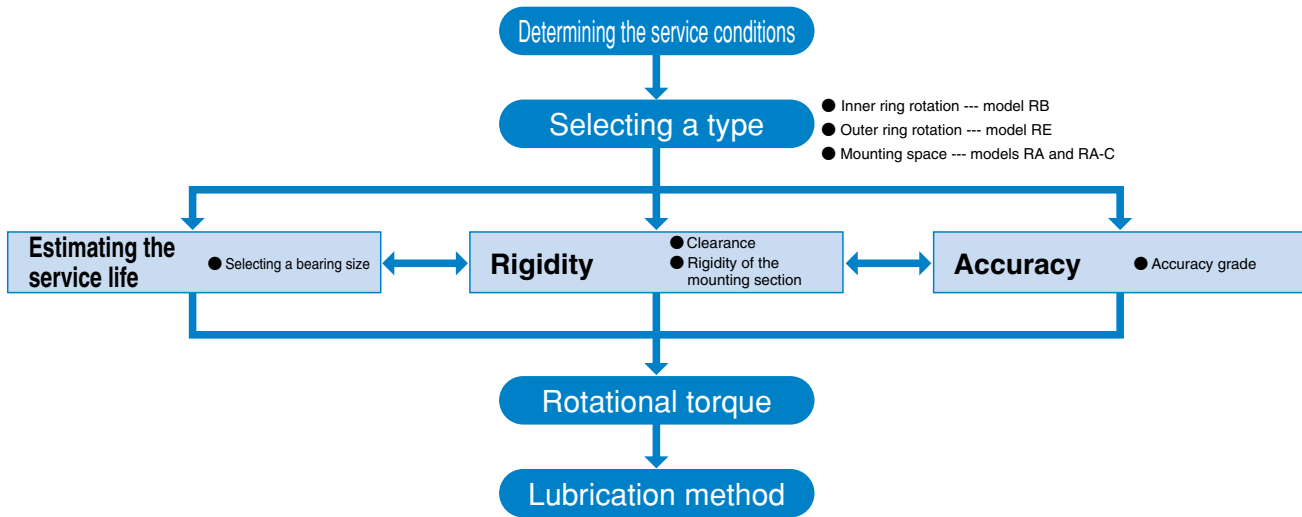 Determining the service conditions
Selecting a type
● Inner ring rotation --- model RB
● Outer ring rotation --- model RE
● Mounting space --- models RA and RA-C
Estimating the
service life
● Selecting a bearing size
Rigidity
● Clearance
● Rigidity of the
mounting section
Accuracy
● Accuracy grade
Rotational torque
Lubrication method